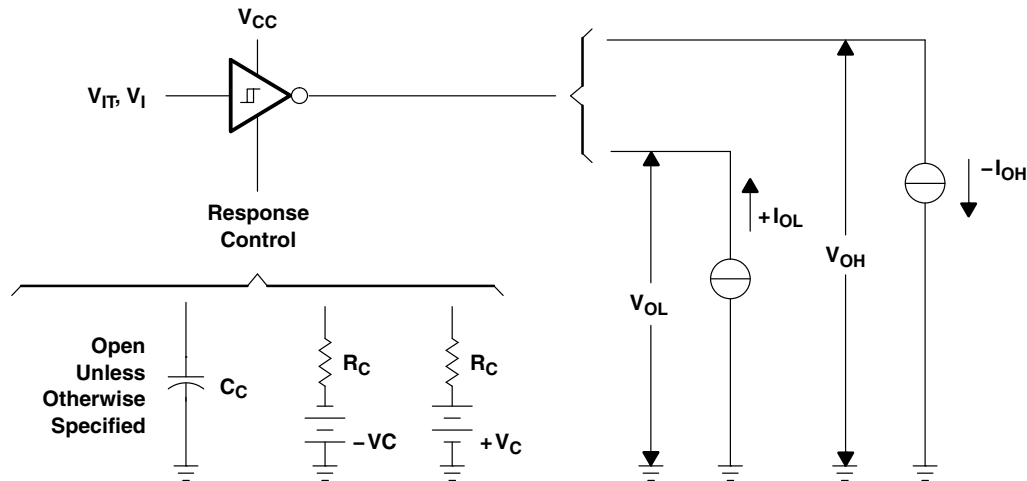 VCC
VIT, VI
Response
Control
−IOH
+IOL
VOH
VOL
Open
Unless
Otherwise
Specified
CC
RC
−VC
RC
+VC